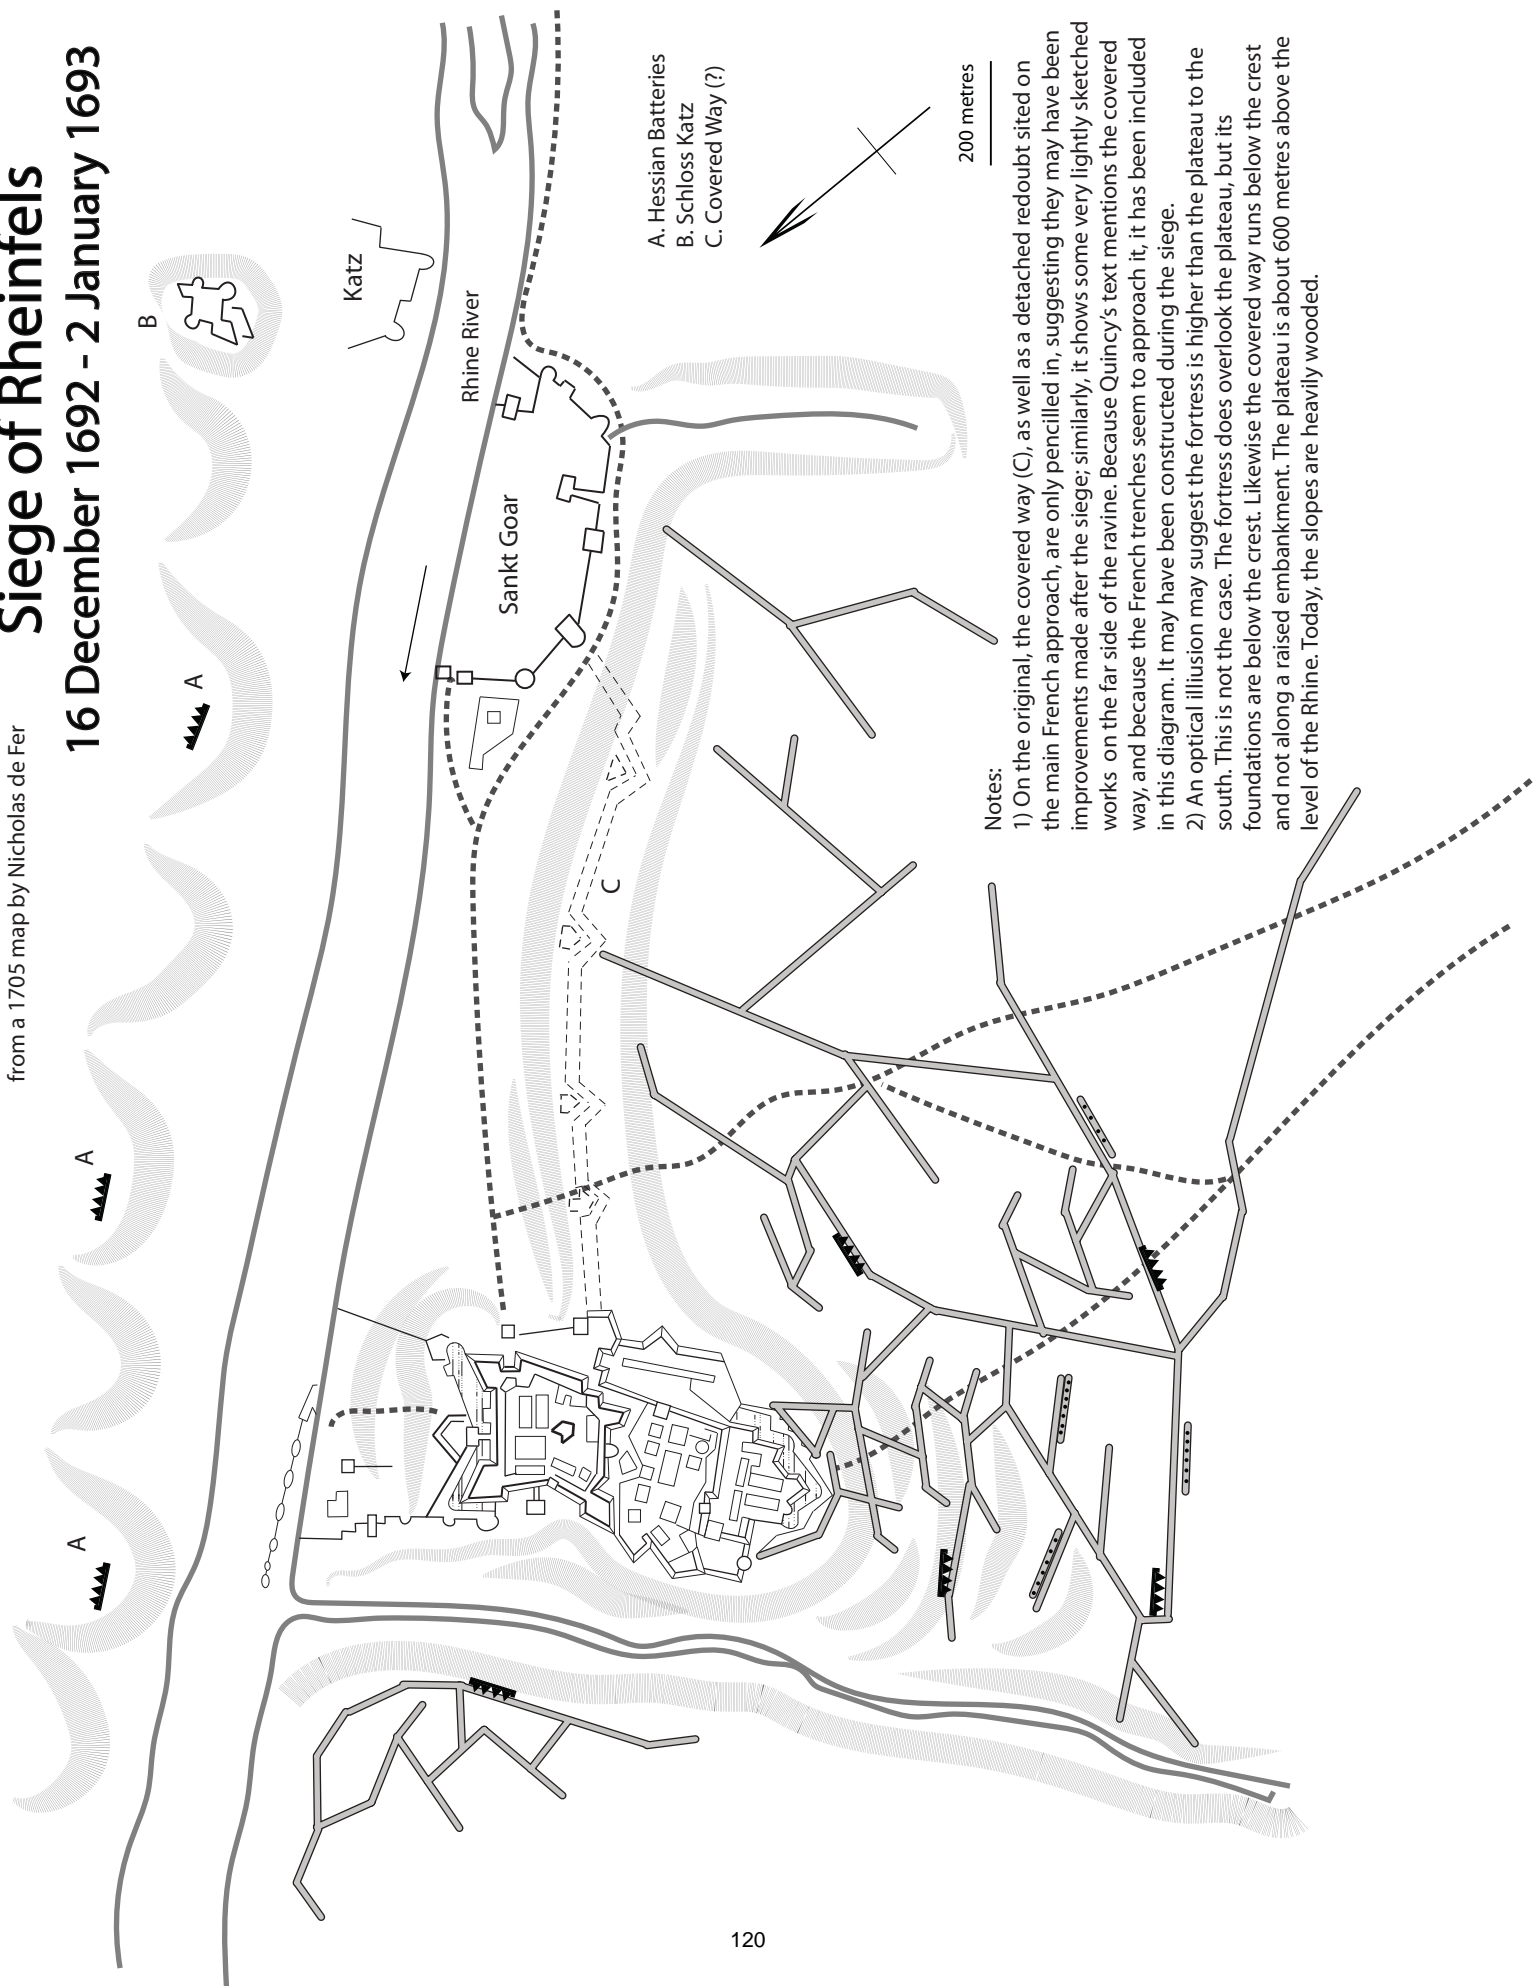 Siege of Rheinfels
16 December 1692 - 2 January 1693
from a 1705 map by Nicholas de Fer
A
A
A
B
Katz
Rhine River
Sankt Goar
C
A. Hessian Batteries
B. Schloss Katz
C. Covered Way (?)
200 metres
Notes:
1) On the original, the covered way (C), as well as a detached redoubt sited on
the main French approach, are only pencilled in, suggesting they may have been
improvements made after the siege; similarly, it shows some very lightly sketched
works on the far side of the ravine. Because Quincy's text mentions the covered
way, and because the French trenches seem to approach it, it has been included
in this diagram. It may have been constructed during the siege.
2) An optical illusion may suggest the fortress is higher than the plateau to the
south. This is not the case. The fortress does overlook the plateau, but its
foundations are below the crest. Likewise the covered way runs below the crest
and not along a raised embankment. The plateau is about 600 metres above the
level of the Rhine. Today, the slopes are heavily wooded.
120